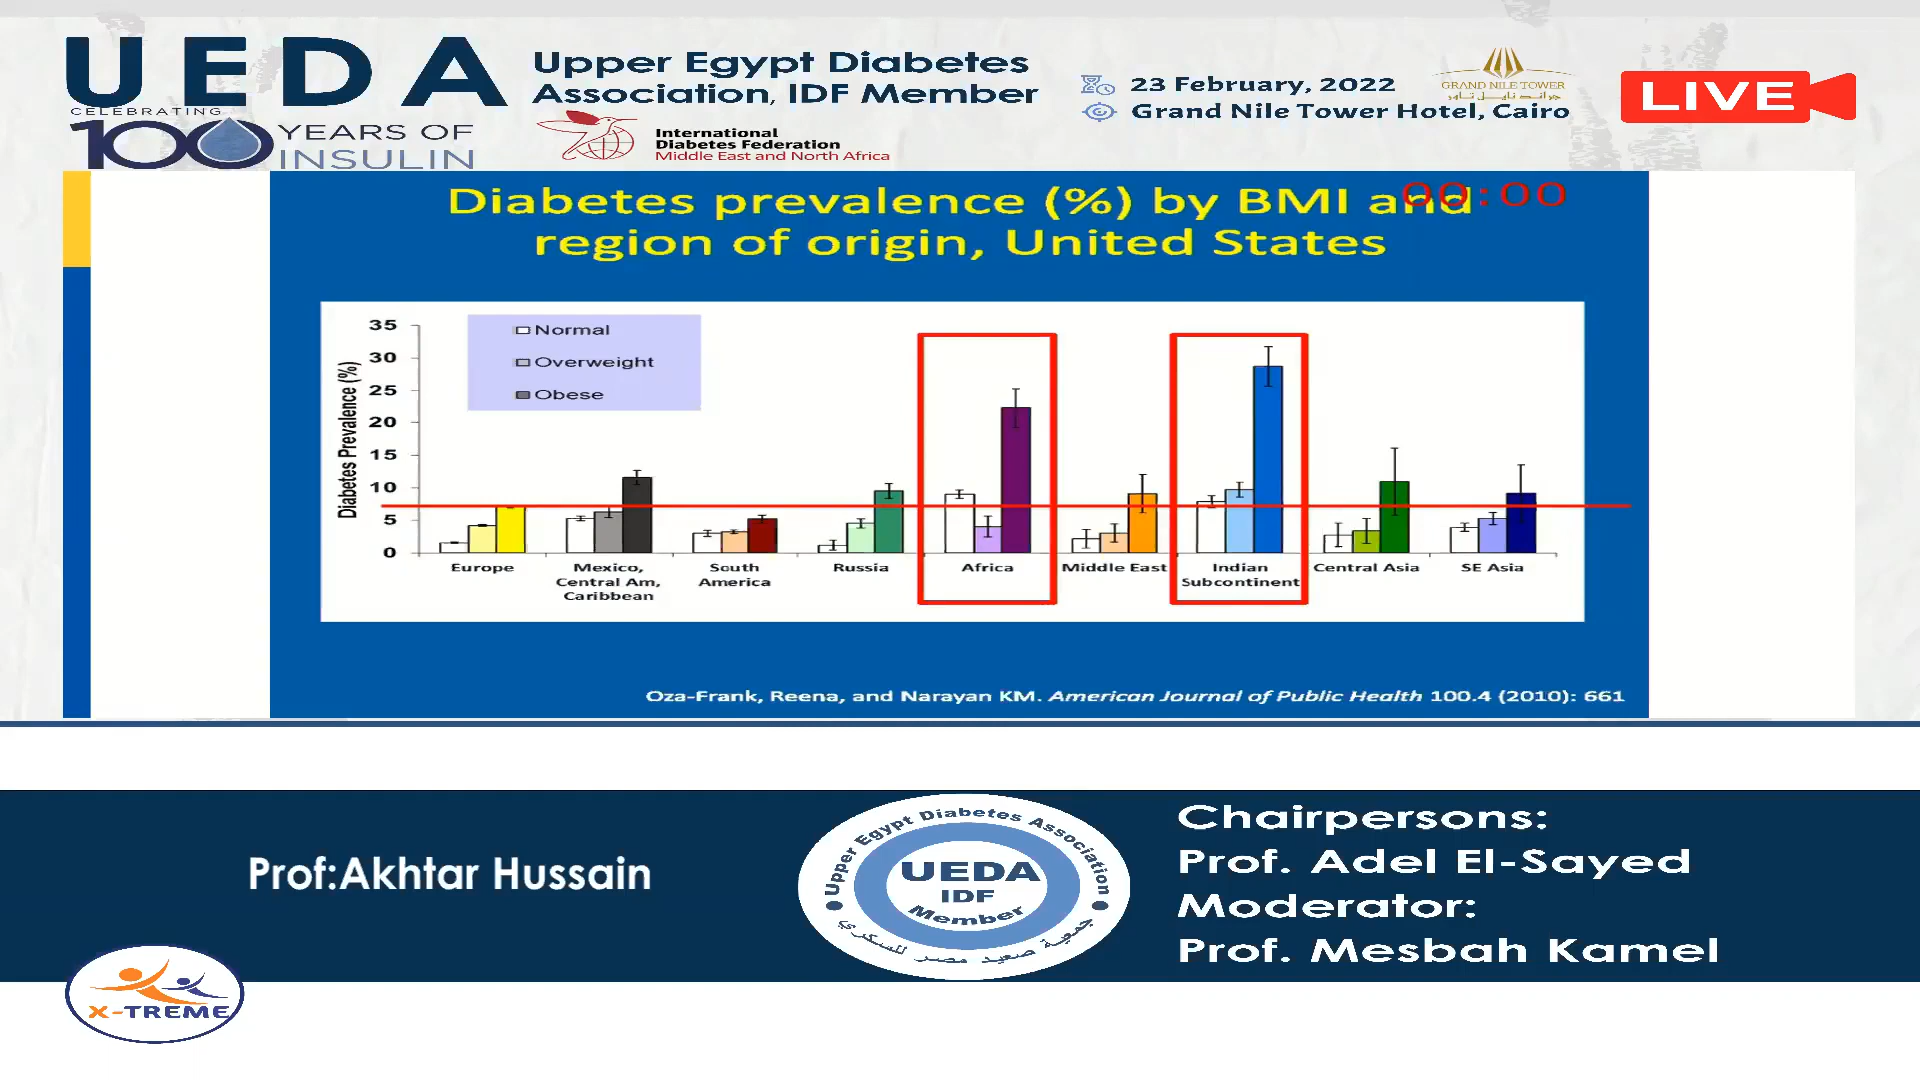 UEDA
CELEBRATING
100 YEARS OF
INSULIN
Upper Egypt Diabetes
Association, IDF Member
International
Diabetes Federation
Middle East and North Africa
23 February, 2022
Grand Nile Tower Hotel, Cairo
GRAND NILE TOWER
جراند نايل تاور
LIVE
00:00
Diabetes prevalence (%) by BMI and
region of origin, United States
Diabetes Prevalence (%)
35
30
25
20
15
10
5
0
Normal
Overweight
Obese
Europe
Mexico,
Central Am,
Caribbean
South
America
Russia
Africa
Middle East
Indian
Subcontinent
Central Asia
SE Asia
Oza-Frank, Reena, and Narayan KM. American Journal of Public Health 100.4 (2010): 661
Prof:Akhtar Hussain
Upper Egypt Diabetes Association
UEDA
IDF
Member
جمعية صعيد مصر للسكري
Chairpersons:
Prof. Adel El-Sayed
Moderator:
Prof. Mesbah Kamel
X-TREME